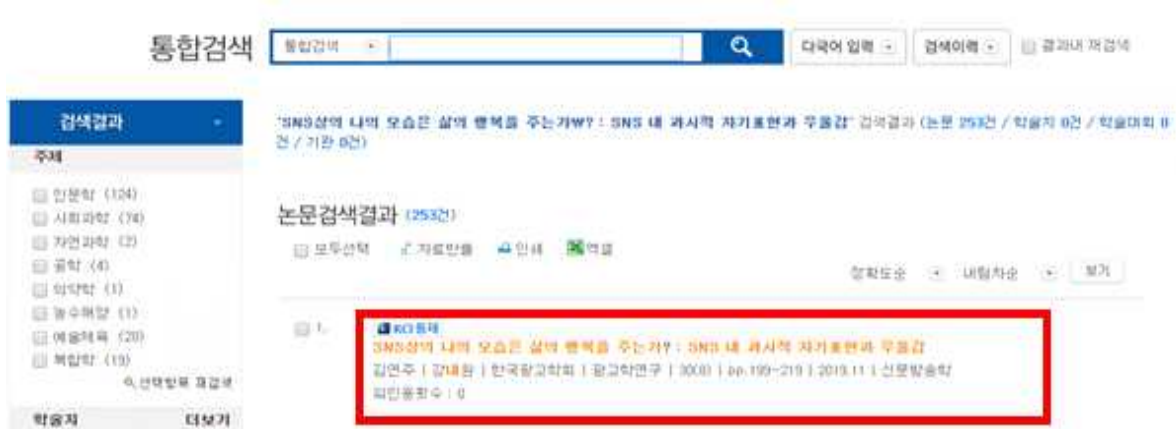 통합검색
통합검색
다국어 입력
검색이력
결과내 재검색
검색결과
주제
인문학 (124)
사회과학 (74)
자연과학 (2)
공학 (4)
의약학 (1)
농수해양 (1)
예술체육 (20)
복합학 (19)
선택항목 재검색
학술지 더보기
"SNS상의 나의 모습은 삶의 행복을 주는가₩? : SNS 내 과시적 자기표현과 우울감" 검색결과 (논문 253건 / 학술지 0건 / 학술대회 0
건 / 기관 0건)
논문검색결과 (253건)
모두선택 자료반출 인쇄 엑셀
정확도순 내림차순 보기
1. KCI등재
SNS상의 나의 모습은 삶의 행복을 주는가? : SNS 내 과시적 자기표현과 우울감
김연주 | 강내원 | 한국광고학회 | 광고학연구 | 30(8) | pp.199~219 | 2019.11 | 신문방송학
피인용횟수 : 0